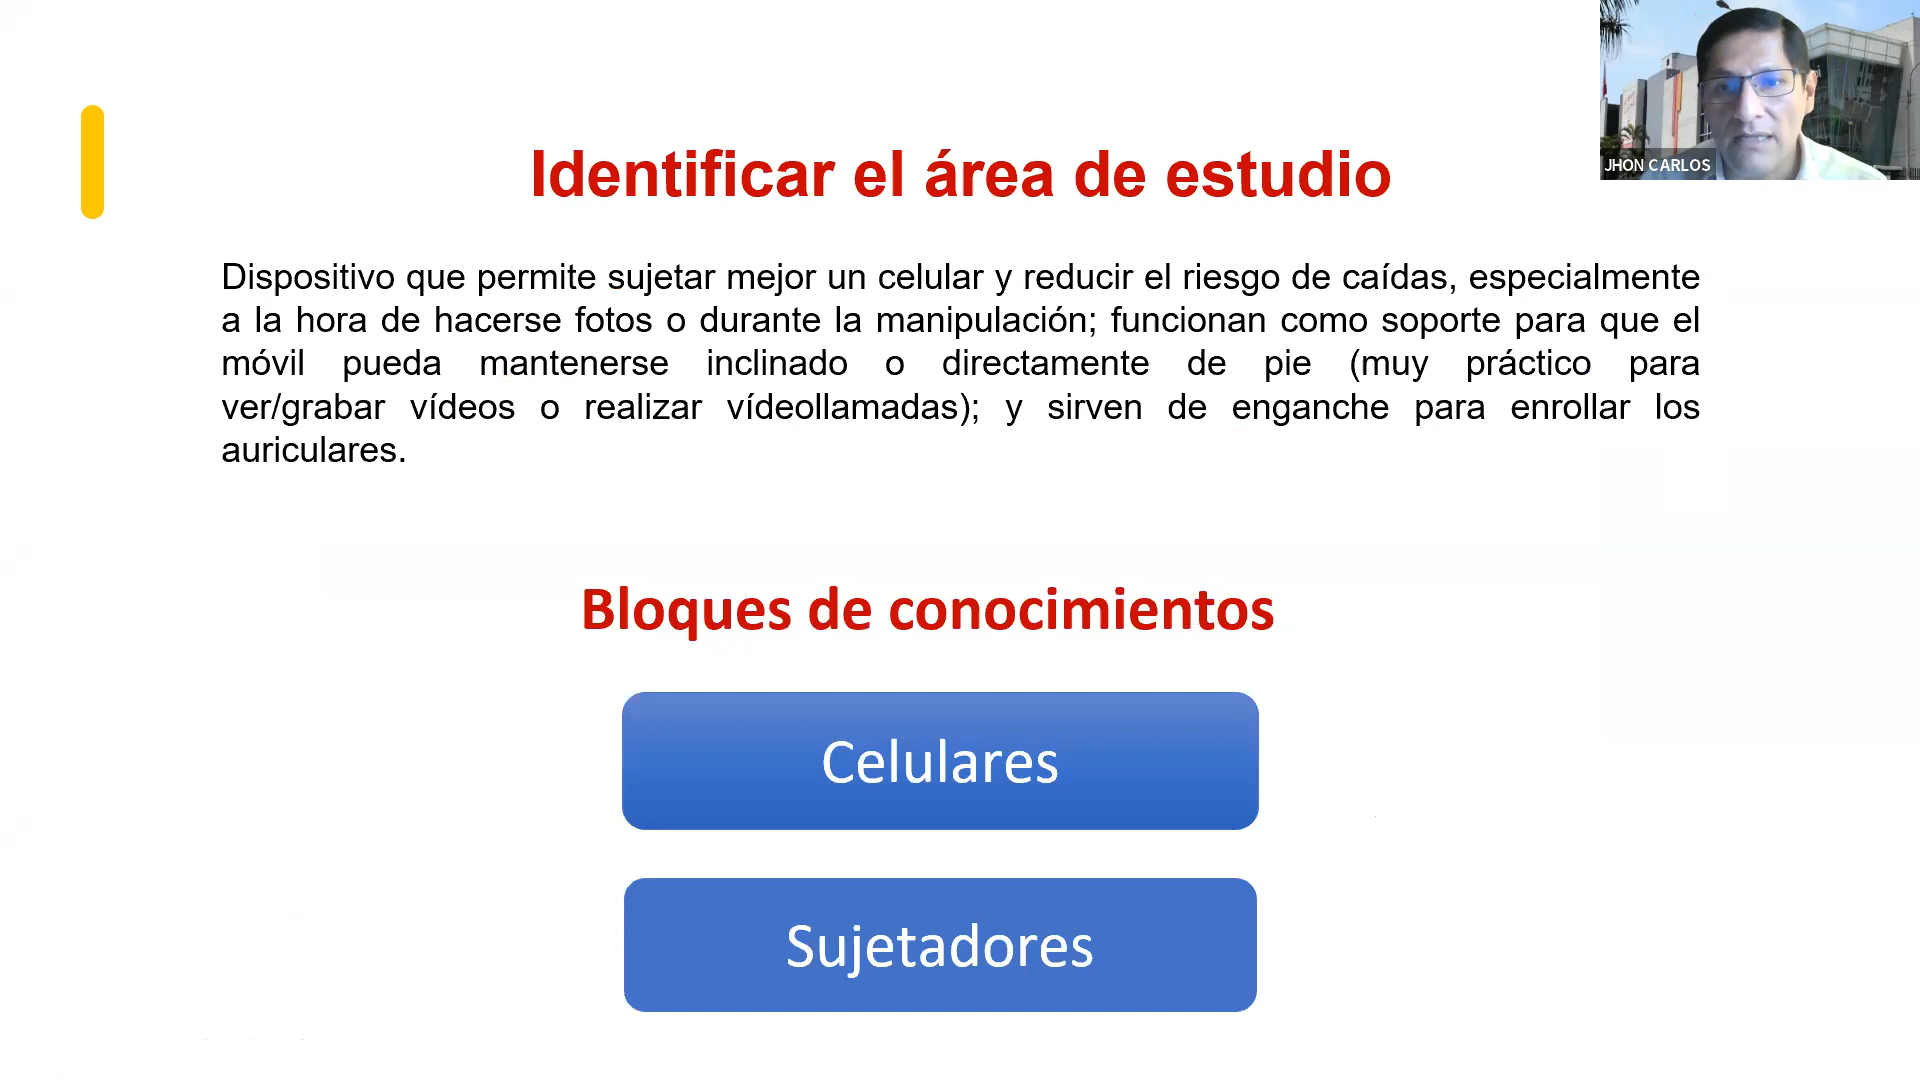 Identificar el área de estudio
JHON CARLOS
Dispositivo que permite sujetar mejor un celular y reducir el riesgo de caídas, especialmente
a la hora de hacerse fotos o durante la manipulación; funcionan como soporte para que el
móvil pueda mantenerse inclinado o directamente de pie (muy práctico para
ver/grabar vídeos o realizar vídeollamadas); y sirven de enganche para enrollar los
auriculares.
Bloques de conocimientos
Celulares
Sujetadores